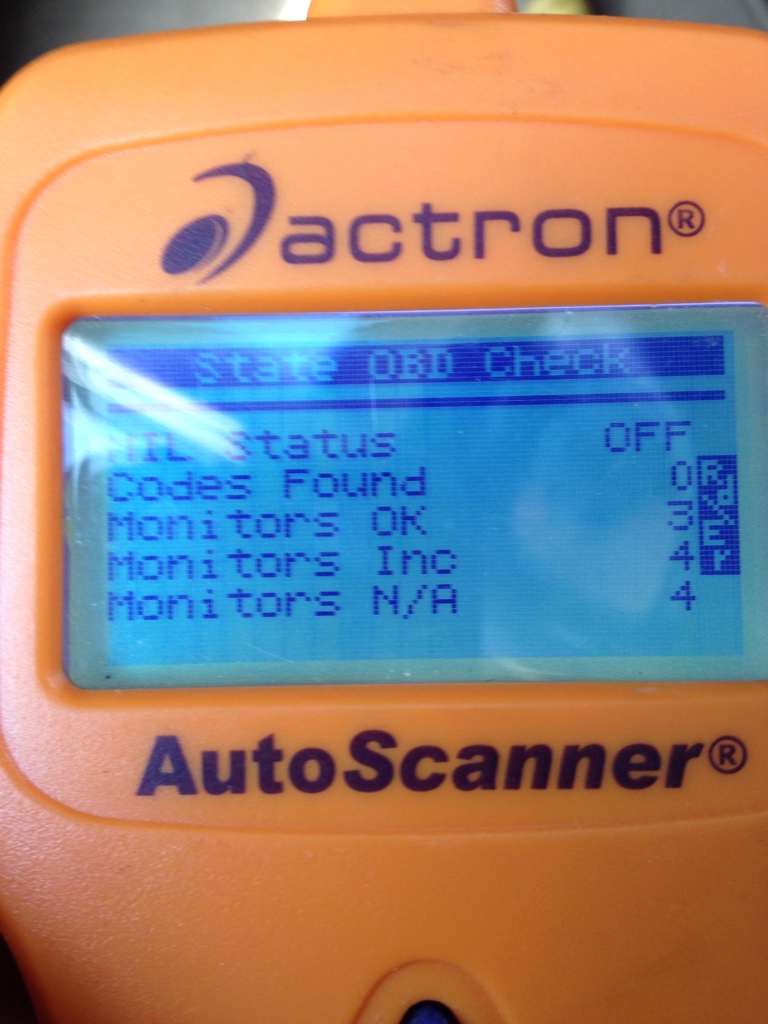 actron®
State OBD Check
MIL Status OFF
Codes Found 0
Monitors OK 3
Monitors Inc 4
Monitors N/A 4
RdxEY
AutoScanner®